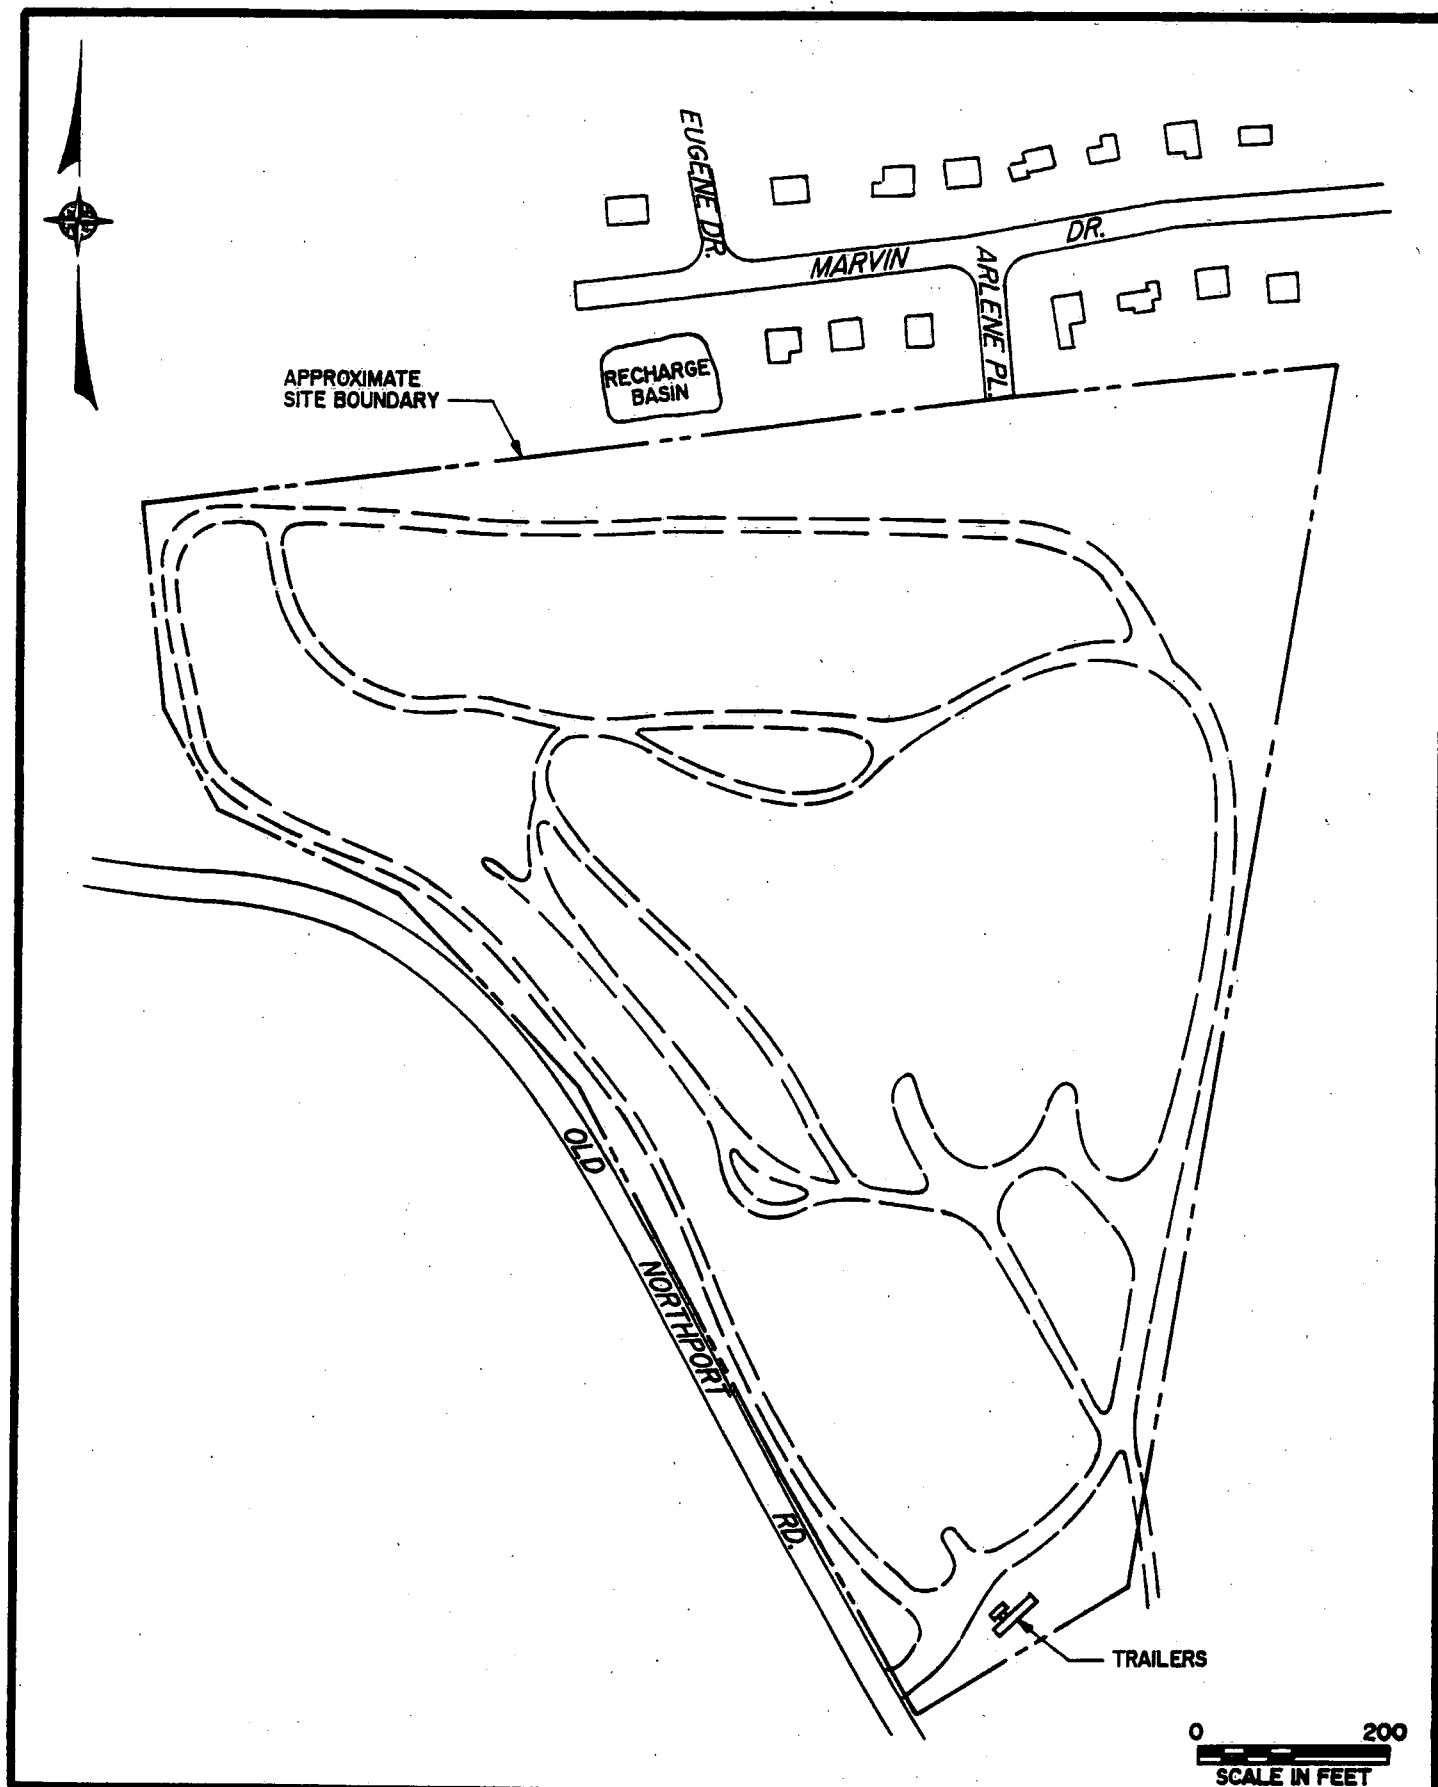 EUGENE DR.
MARVIN
DR.
ARLENE PL.
RECHARGE
BASIN
APPROXIMATE
SITE BOUNDARY
OLD
NORTHPORT
RD.
TRAILERS
0 200
SCALE IN FEET